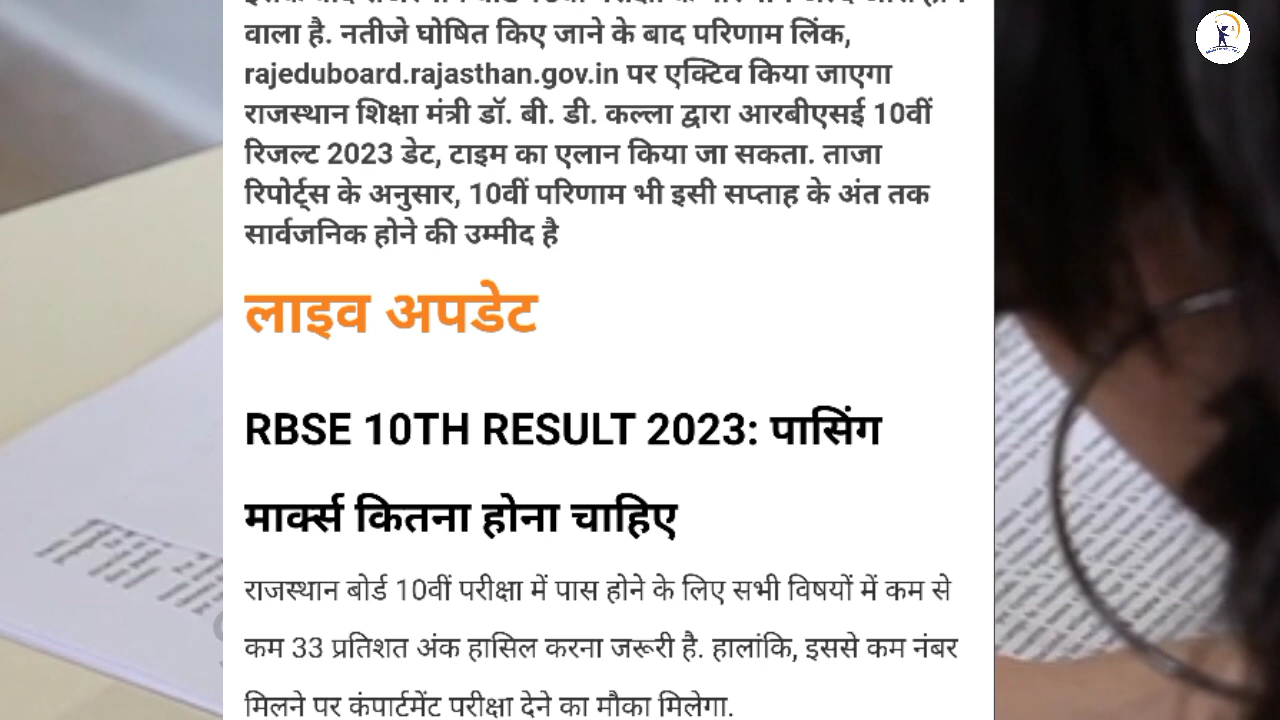 वाला है. नतीजे घोषित किए जाने के बाद परिणाम लिंक,
rajeduboard.rajasthan.gov.in पर एक्टिव किया जाएगा
राजस्थान शिक्षा मंत्री डॉ. बी. डी. कल्ला द्वारा आरबीएसई 10वीं
रिजल्ट 2023 डेट, टाइम का एलान किया जा सकता. ताजा
रिपोर्ट्स के अनुसार, 10वीं परिणाम भी इसी सप्ताह के अंत तक
सार्वजनिक होने की उम्मीद है
लाइव अपडेट
RBSE 10TH RESULT 2023: पासिंग
मार्क्स कितना होना चाहिए
राजस्थान बोर्ड 10वीं परीक्षा में पास होने के लिए सभी विषयों में कम से
कम 33 प्रतिशत अंक हासिल करना जरूरी है. हालांकि, इससे कम नंबर
मिलने पर कंपार्टमेंट परीक्षा देने का मौका मिलेगा.